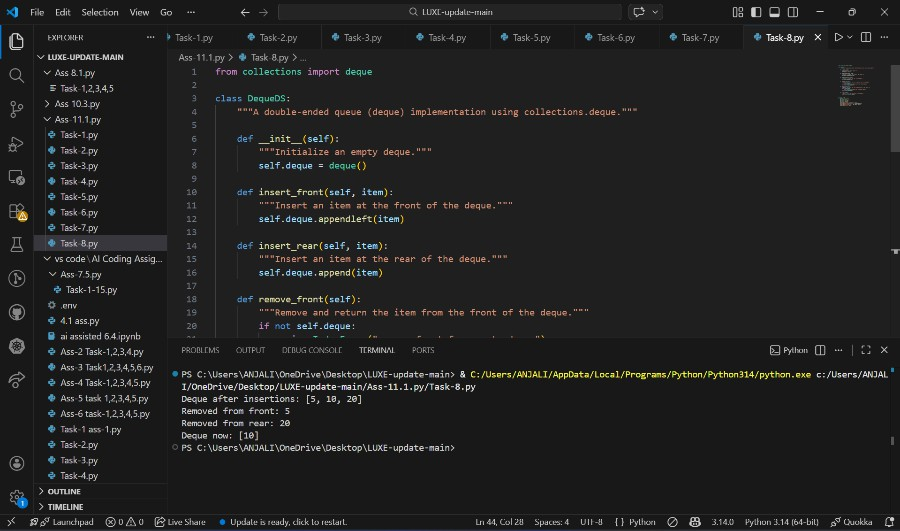 File Edit Selection View Go ··· LUXE-update-main
EXPLORER ···
LUXE-UPDATE-MAIN
Ass 8.1.py
Task-1,2,3,4,5
Ass 10.3.py
Ass-11.1.py
Task-1.py
Task-2.py
Task-3.py
Task-4.py
Task-5.py
Task-6.py
Task-7.py
Task-8.py
vs code \ AI Coding Assig...
Ass-7.5.py
Task-1-15.py
.env
4.1 ass.py
ai assisted 6.4.ipynb
Ass-2 Task-1,2,3,4.py
Ass-3 Task1,2,3,4,5,6.py
Ass-4 Task-1,2,3,4,5.py
Ass-5 task 1,2,3,4,5.py
Ass-6 task-1,2,3,4,5.py
Task-1 ass-1.py
Task-2.py
Task-3.py
Task-4.py
OUTLINE
TIMELINE
Task-1.py Task-2.py Task-3.py Task-4.py Task-5.py Task-6.py Task-7.py Task-8.py
Ass-11.1.py > Task-8.py > ...
1 from collections import deque
2
3 class DequeDS:
4 """A double-ended queue (deque) implementation using collections.deque."""
5
6 def __init__(self):
7 """Initialize an empty deque."""
8 self.deque = deque()
9
10 def insert_front(self, item):
11 """Insert an item at the front of the deque."""
12 self.deque.appendleft(item)
13
14 def insert_rear(self, item):
15 """Insert an item at the rear of the deque."""
16 self.deque.append(item)
17
18 def remove_front(self):
19 """Remove and return the item from the front of the deque."""
20 if not self.deque:
PROBLEMS OUTPUT DEBUG CONSOLE TERMINAL PORTS Python
PS C:\Users\ANJALI\OneDrive\Desktop\LUXE-update-main> & C:/Users/ANJALI/AppData/Local/Programs/Python/Python314/python.exe c:/Users/ANJAL
I/OneDrive/Desktop/LUXE-update-main/Ass-11.1.py/Task-8.py
Deque after insertions: [5, 10, 20]
Removed from front: 5
Removed from rear: 20
Deque now: [10]
PS C:\Users\ANJALI\OneDrive\Desktop\LUXE-update-main>
Launchpad 0 0 Live Share Update is ready, click to restart. Ln 44, Col 28 Spaces: 4 UTF-8 {} Python 3.14.0 Python 3.14 (64-bit) Quokka